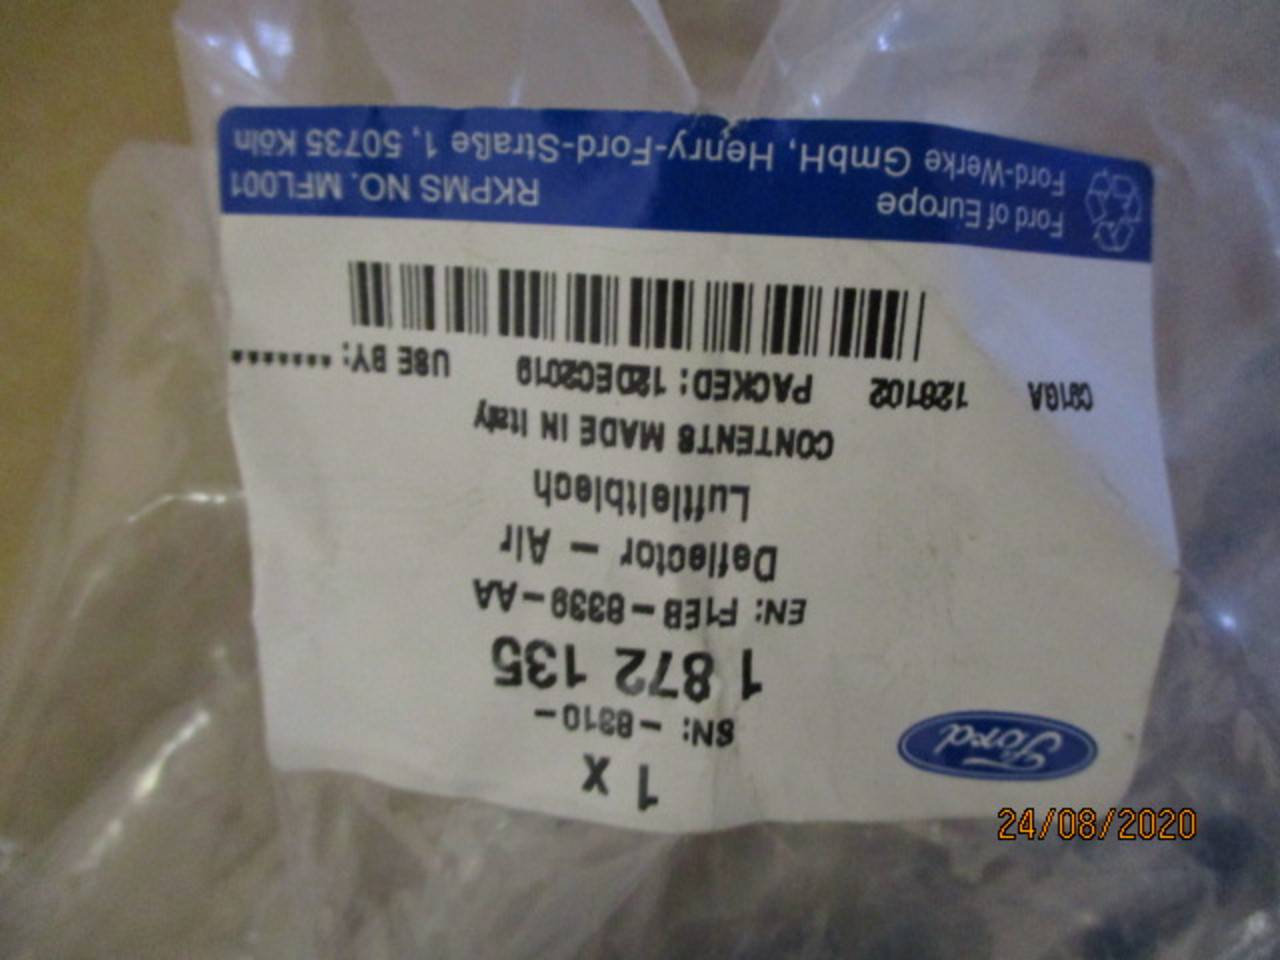 1 X
SN: -8310-
1 872 135
EN: F1EB-8339-AA
Deflector - Air
Luftleitblech
CONTENTS MADE IN Italy
128102 PACKED: 12DEC2019 USE BY: *******
Ford
Ford of Europe RKPMS NO. MFL001
Ford-Werke GmbH, Henry-Ford-Straße 1, 50735 Köln
24/08/2020